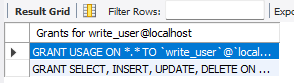 Result Grid Filter Rows: Expo
Grants for write_user@localhost
GRANT USAGE ON *.* TO `write_user`@`local...
GRANT SELECT, INSERT, UPDATE, DELETE ON ...